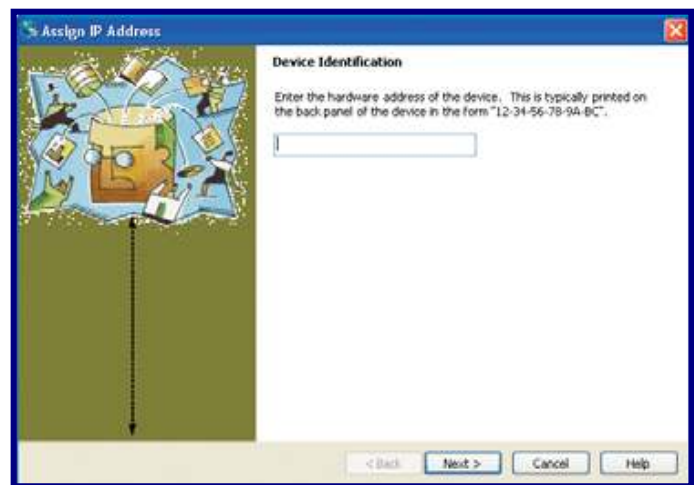 Assign IP Address
Device Identification
Enter the hardware address of the device. This is typically printed on
the back panel of the device in the form "12-34-56-78-9A-BC".
< Back
Next >
Cancel
Help